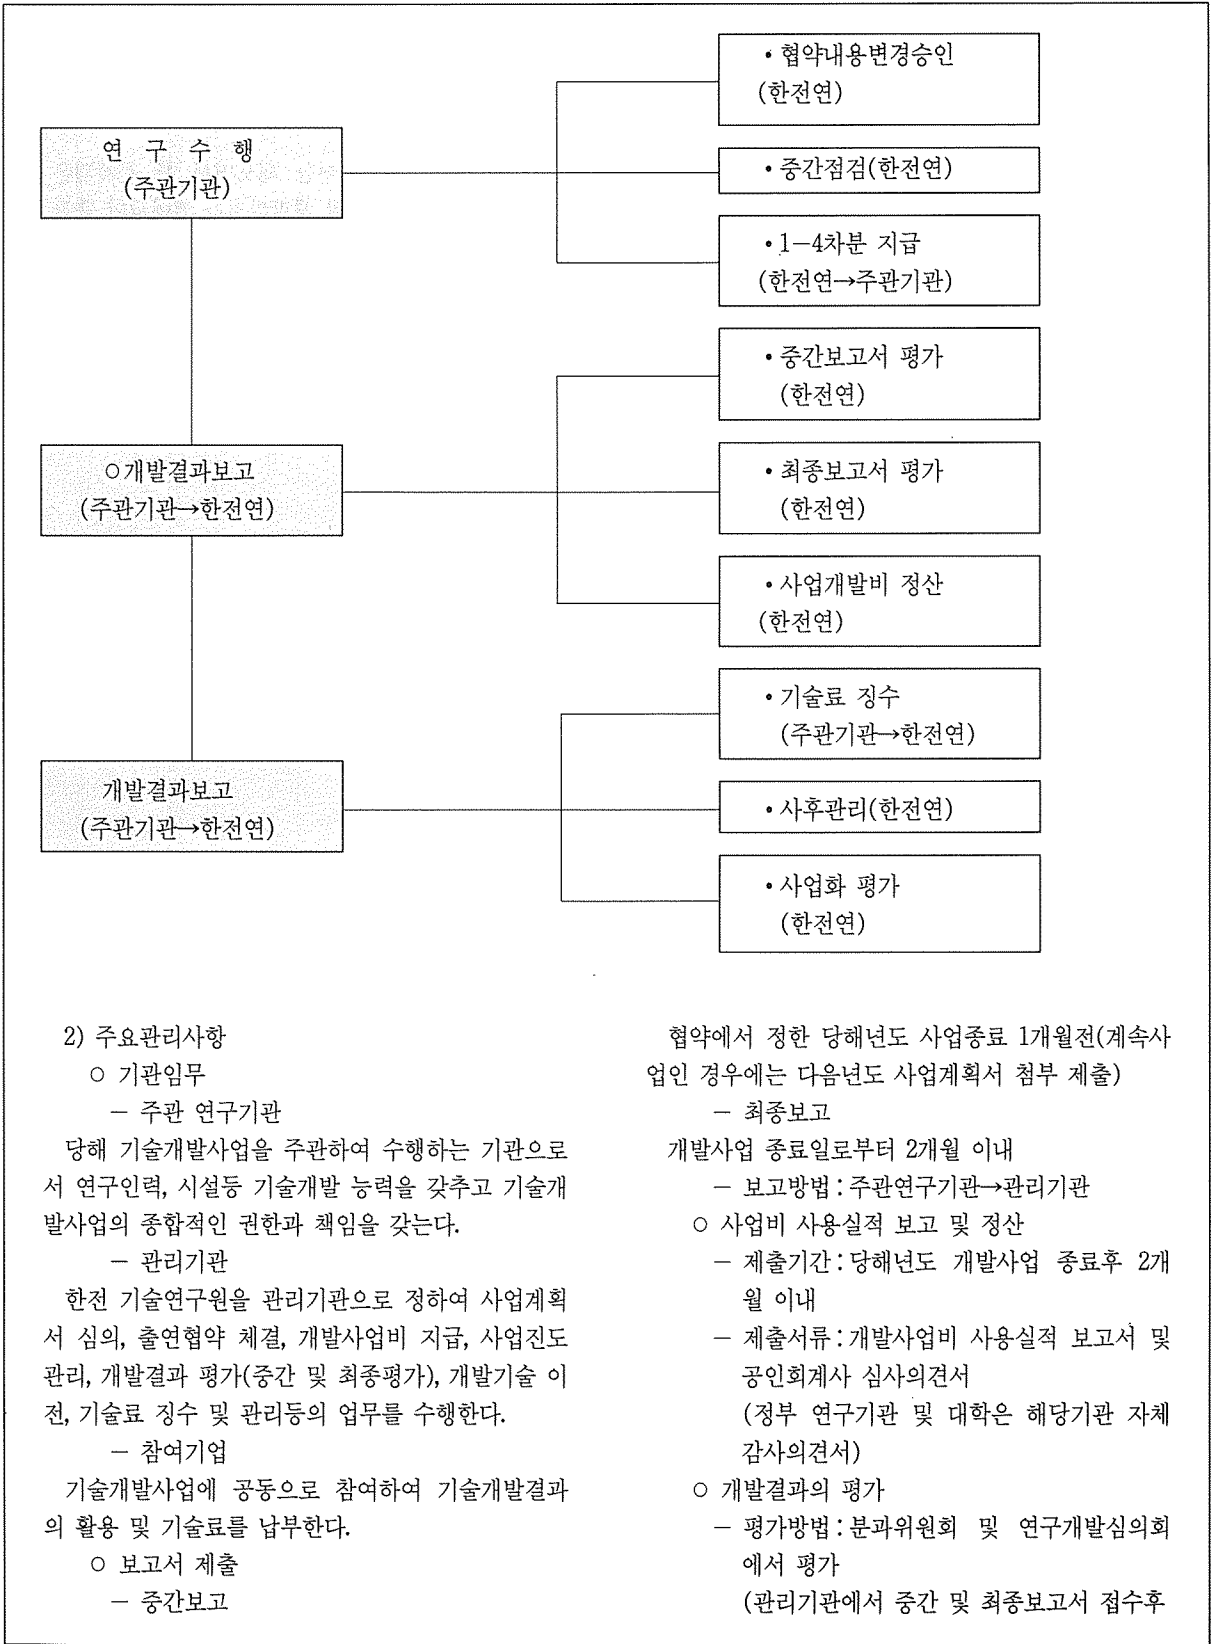 • 협약내용변경승인
(한전연)
연 구 수 행
(주관기관)
• 중간점검(한전연)
• 1-4차분 지급
(한전연→주관기관)
• 중간보고서 평가
(한전연)
○개발결과보고
(주관기관→한전연)
• 최종보고서 평가
(한전연)
• 사업개발비 정산
(한전연)
• 기술료 징수
(주관기관→한전연)
개발결과보고
(주관기관→한전연)
• 사후관리(한전연)
• 사업화 평가
(한전연)
2) 주요관리사항
○ 기관임무
- 주관 연구기관
당해 기술개발사업을 주관하여 수행하는 기관으로
서 연구인력, 시설등 기술개발 능력을 갖추고 기술개
발사업의 종합적인 권한과 책임을 갖는다.
- 관리기관
한전 기술연구원을 관리기관으로 정하여 사업계획
서 심의, 출연협약 체결, 개발사업비 지급, 사업진도
관리, 개발결과 평가(중간 및 최종평가), 개발기술 이
전, 기술료 징수 및 관리등의 업무를 수행한다.
- 참여기업
기술개발사업에 공동으로 참여하여 기술개발결과
의 활용 및 기술료를 납부한다.
○ 보고서 제출
- 중간보고
협약에서 정한 당해년도 사업종료 1개월전(계속사
업인 경우에는 다음년도 사업계획서 첨부 제출)
- 최종보고
개발사업 종료일로부터 2개월 이내
- 보고방법 : 주관연구기관→관리기관
○ 사업비 사용실적 보고 및 정산
- 제출기간 : 당해년도 개발사업 종료후 2개
월 이내
- 제출서류 : 개발사업비 사용실적 보고서 및
공인회계사 심사의견서
(정부 연구기관 및 대학은 해당기관 자체
감사의견서)
○ 개발결과의 평가
- 평가방법 : 분과위원회 및 연구개발심의회
에서 평가
(관리기관에서 중간 및 최종보고서 접수후